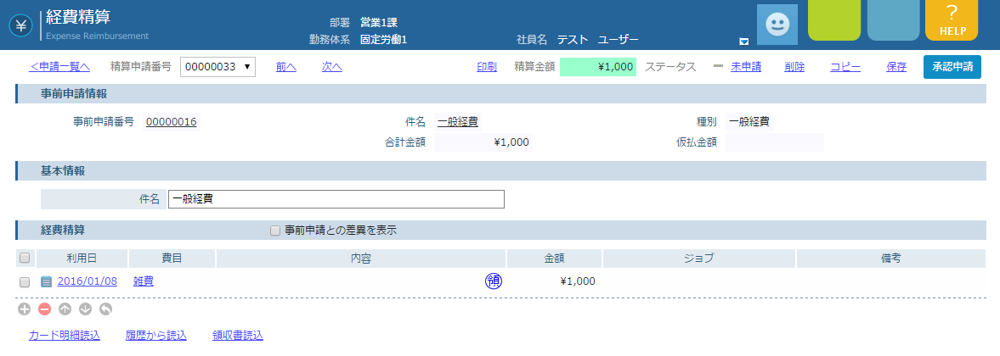 経費精算
Expense Reimbursement
部署 営業1課
勤務体系 固定労働1 社員名 テスト ユーザー
?
HELP
<申請一覧へ 精算申請番号 00000033 前へ 次へ 印刷 精算金額 ¥1,000 ステータス ー 未申請 削除 コピー 保存 承認申請
事前申請情報
事前申請番号 00000016 件名 一般経費 種別 一般経費
合計金額 ¥1,000 仮払金額
基本情報
件名 一般経費
経費精算 事前申請との差異を表示
利用日 費目 内容 金額 ジョブ 備考
2016/01/08 雑費 領 ¥1,000
カード明細読込 履歴から読込 領収書読込